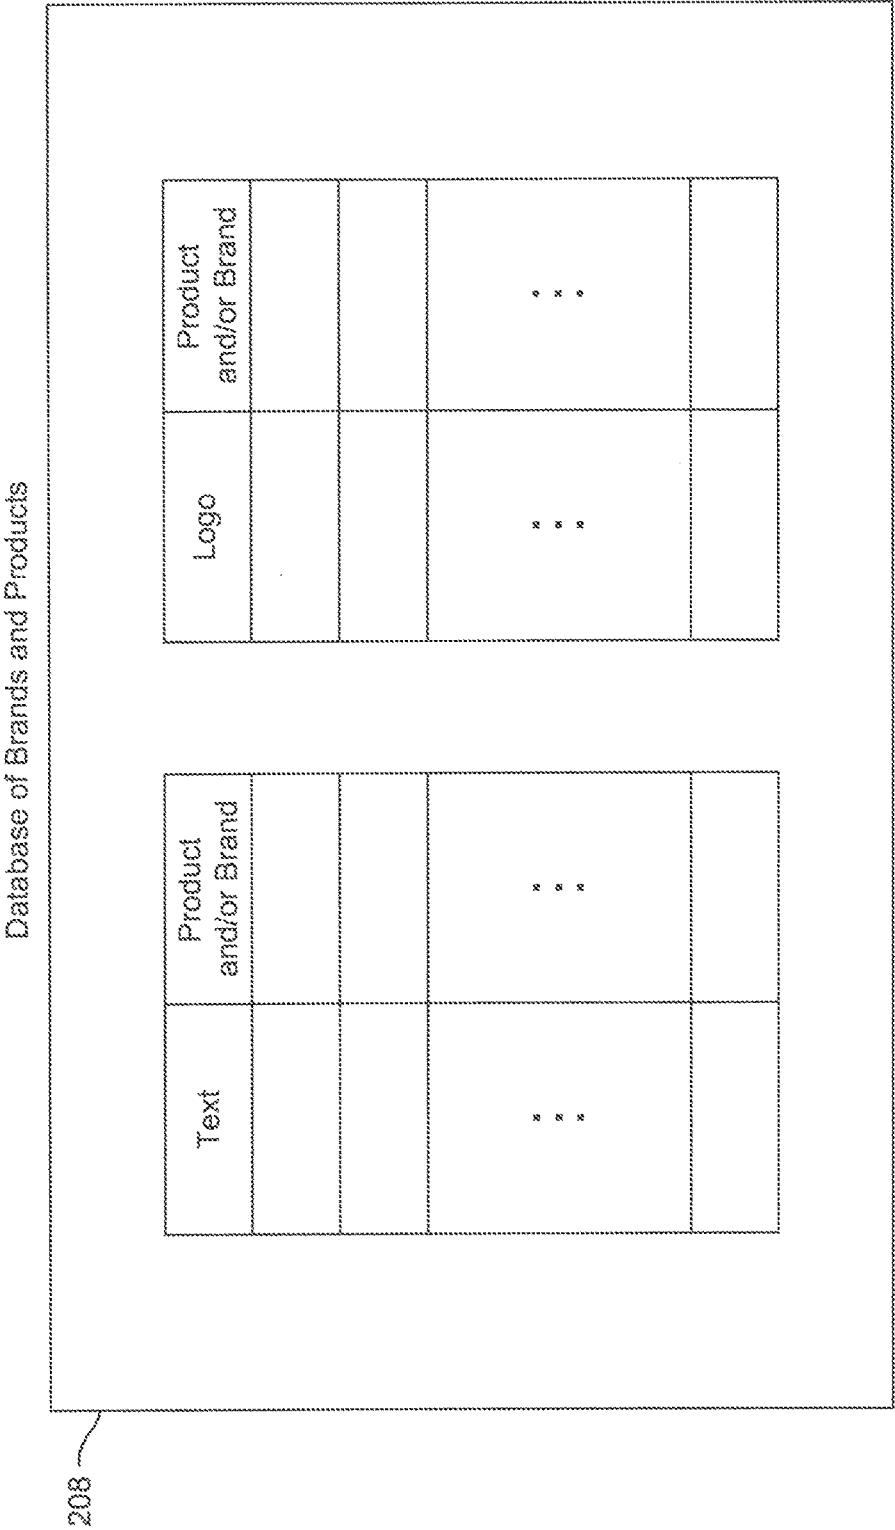 Database of Brands and Products
208
Text
Product
and/or Brand
Logo
Product
and/or Brand